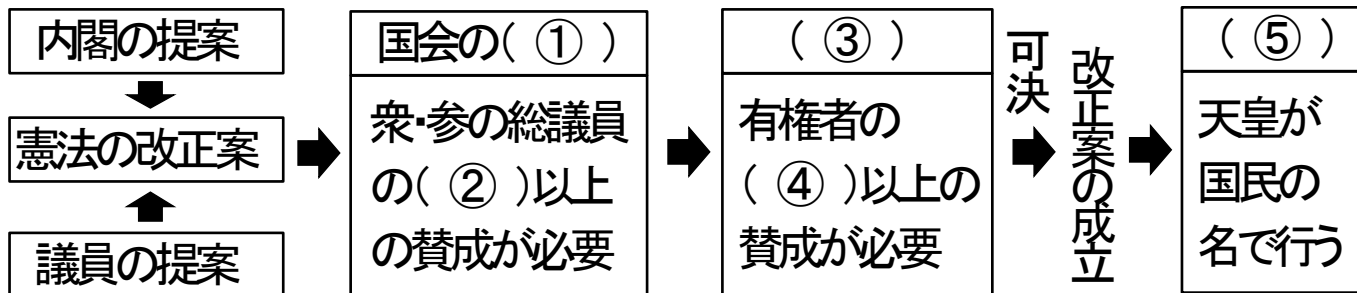 内閣の提案
憲法の改正案
議員の提案
国会の( ① )
衆・参の総議員
の( ② )以上
の賛成が必要
( ③ )
有権者の
( ④ )以上の
賛成が必要
可決
改正案の成立
( ⑤ )
天皇が
国民の
名で行う